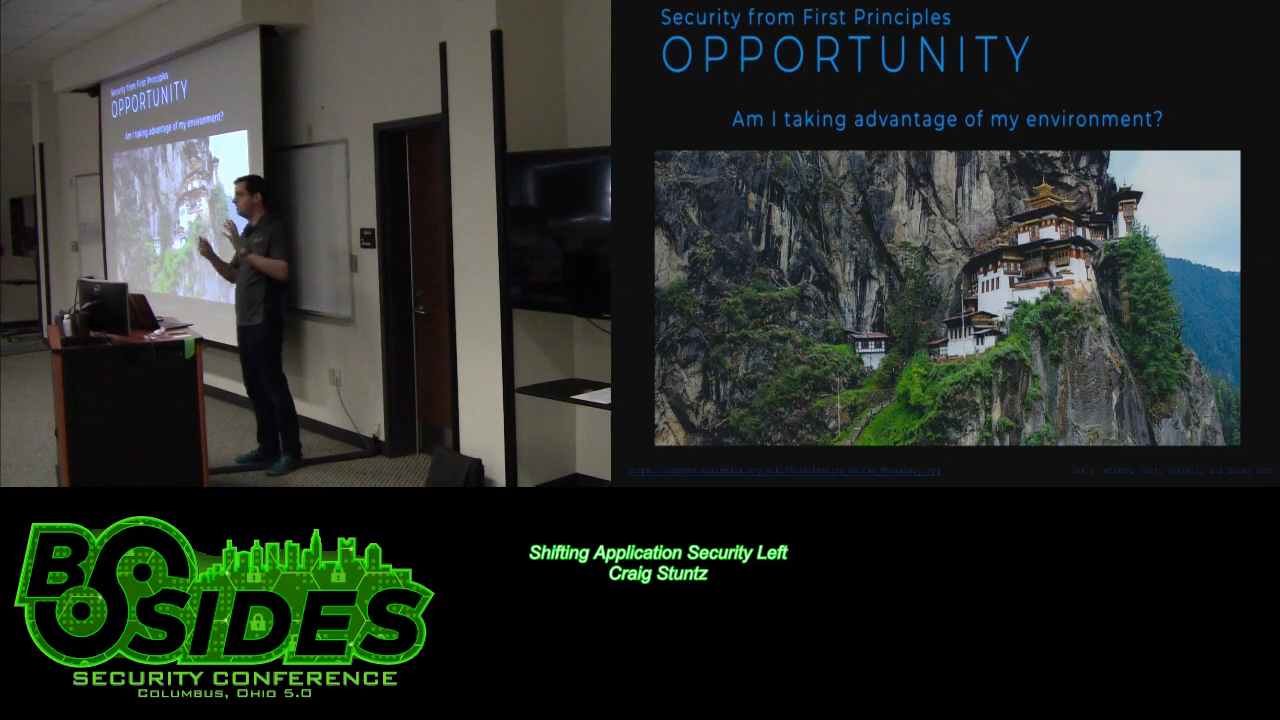 Security from First Principles
OPPORTUNITY
Am I taking advantage of my environment?
Security from First Principles
OPPORTUNITY
Am I taking advantage of my environment?
Shifting Application Security Left
Craig Stuntz
BSIDES
SECURITY CONFERENCE
COLUMBUS, OHIO 5.0